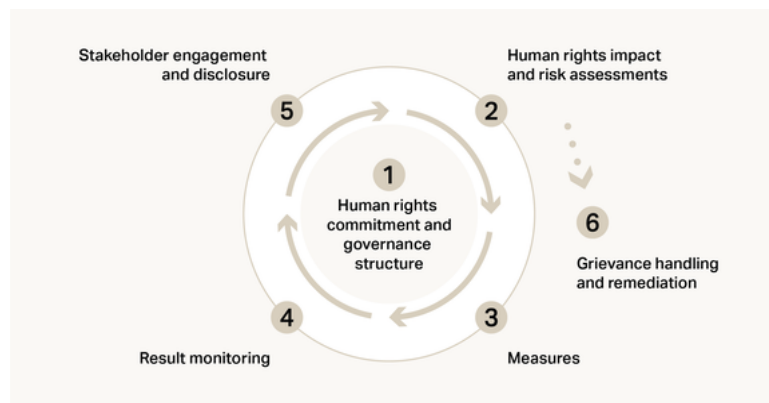 Stakeholder engagement
and disclosure
5
Human rights impact
and risk assessments
2
1
Human rights
commitment and
governance
structure
6
Grievance handling
and remediation
4
Result monitoring
3
Measures